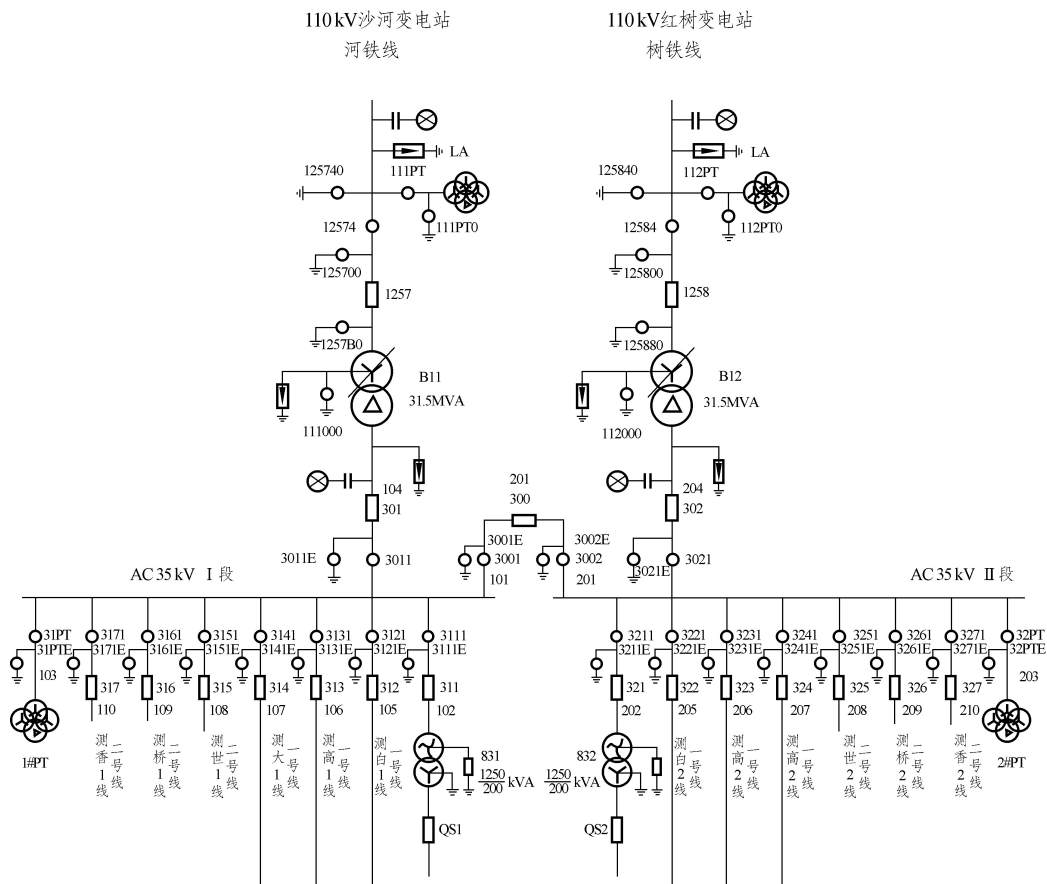 110kV沙河变电站
河铁线
110kV红树变电站
树铁线
LA
111PT
125740
12574
111PT0
125700
1257
1257B0
B11
31.5MVA
111000
104
301
3011E
3011
LA
112PT
125840
12584
112PT0
125800
1258
125880
B12
31.5MVA
112000
204
302
3021E
3021
201
300
3001E
3001
101
3002E
3002
201
AC35kV Ⅰ段
AC35kV Ⅱ段
31PT
31PTE
103
1#PT
3171
3171E
317
110
测香1线
二号线
3161
3161E
316
109
测桥1线
二号线
3151
3151E
315
108
测世1线
二号线
3141
3141E
314
107
测大1线
一号线
3131
3131E
313
106
测高1线
一号线
3121
3121E
312
105
测白1线
一号线
3111
3111E
311
102
831
1250
200
kVA
QS1
3211
3211E
321
202
832
1250
200
kVA
QS2
3221
3221E
322
205
测白2线
一号线
3231
3231E
323
206
测高2线
一号线
3241
3241E
324
207
测高2线
一号线
3251
3251E
325
208
测世2线
二号线
3261
3261E
326
209
测桥2线
二号线
3271
3271E
327
210
测香2线
二号线
32PT
32PTE
203
2#PT